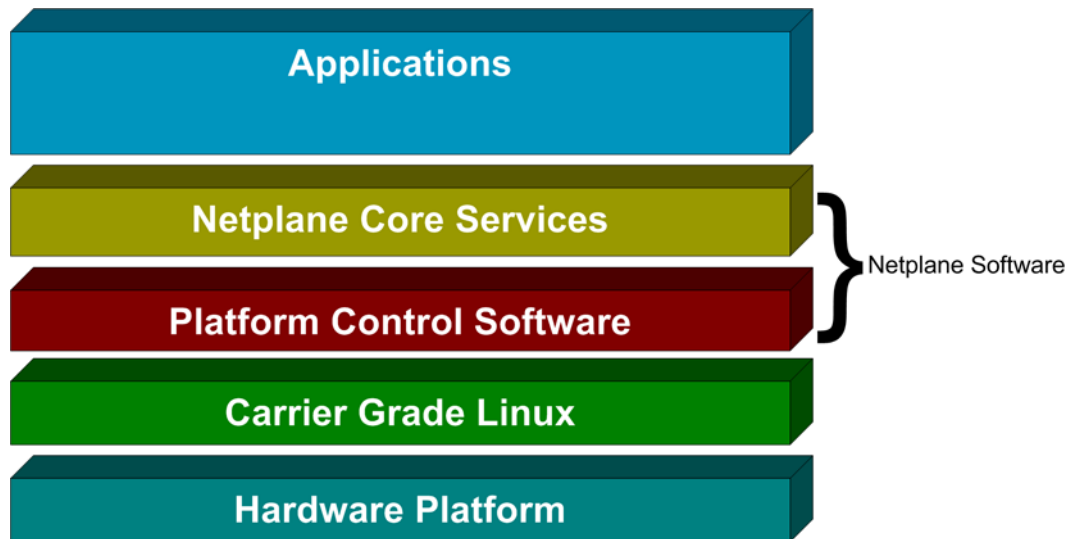 Applications
Netplane Core Services
Netplane Software
Platform Control Software
Carrier Grade Linux
Hardware Platform